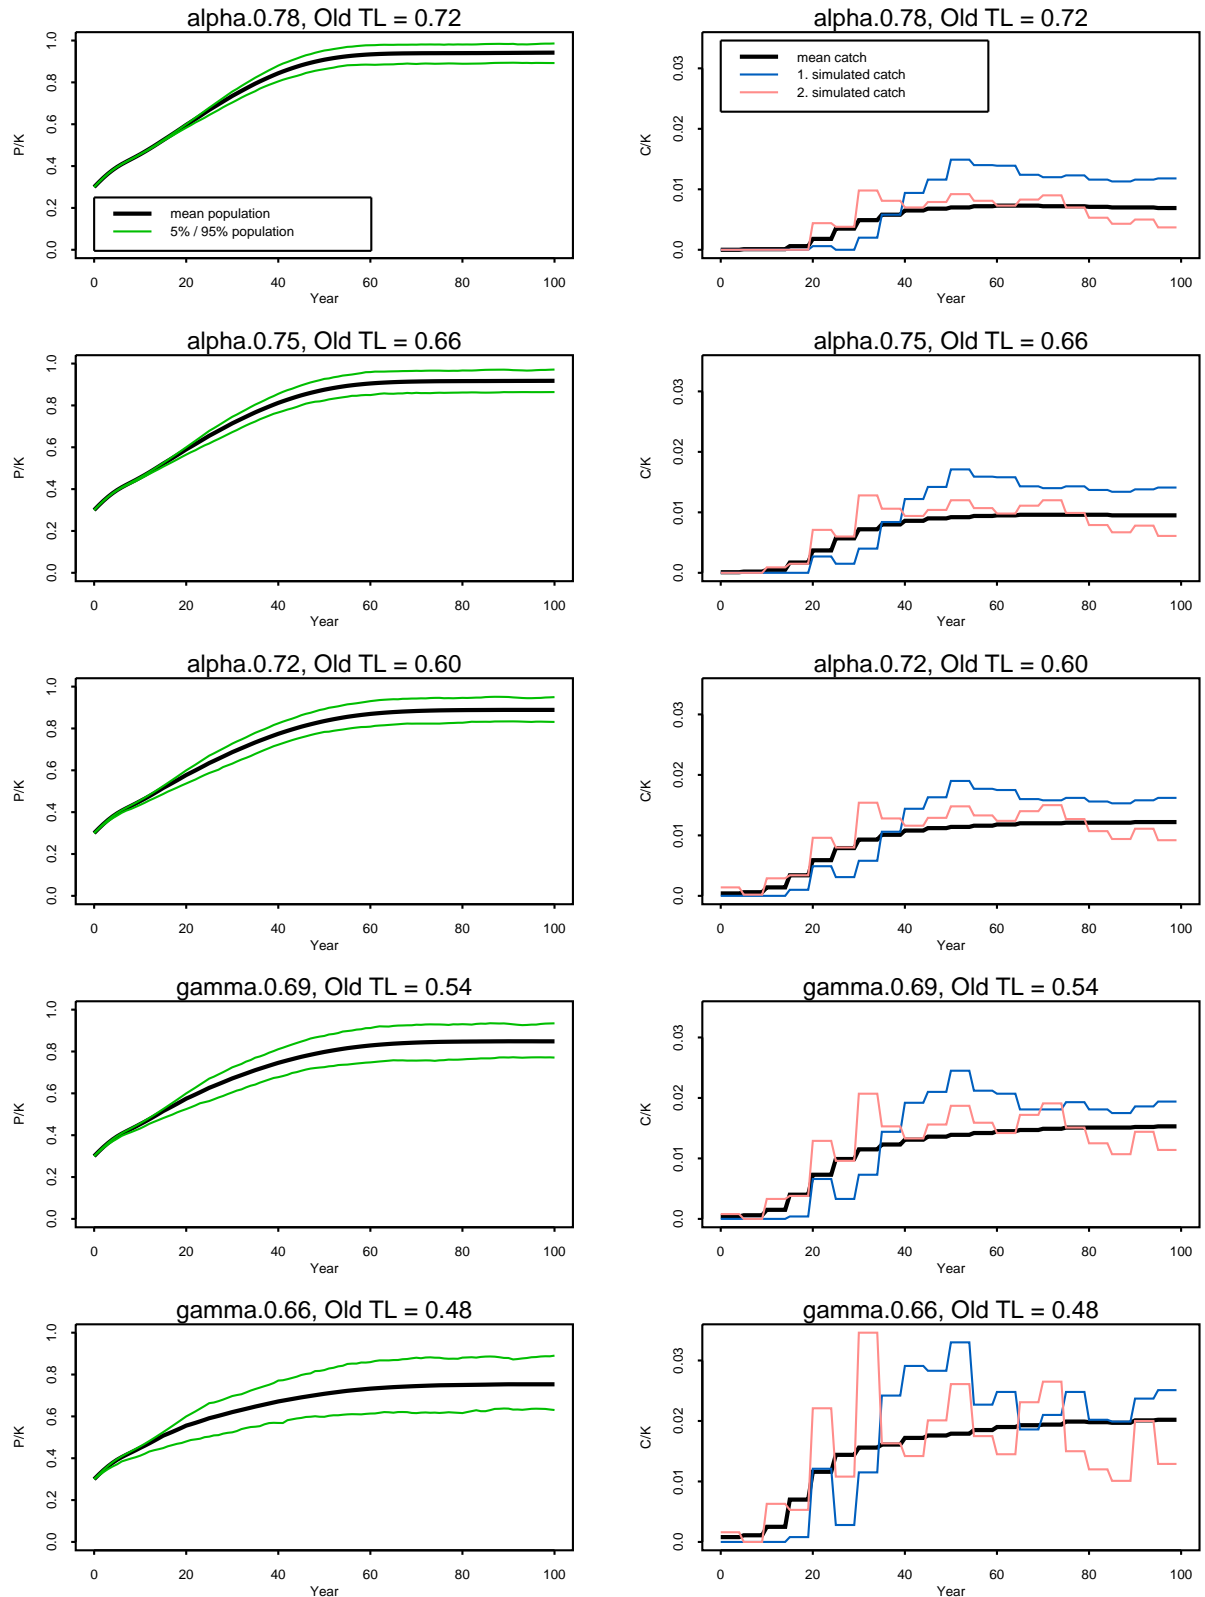 alpha.0.78, Old TL = 0.72
P/K
1.0
0.8
0.6
0.4
0.2
0.0
mean population
5% / 95% population
0 20 40 60 80 100
Year
alpha.0.78, Old TL = 0.72
C/K
0.03
0.02
0.01
0.0
mean catch
1. simulated catch
2. simulated catch
0 20 40 60 80 100
Year
alpha.0.75, Old TL = 0.66
P/K
1.0
0.8
0.6
0.4
0.2
0.0
0 20 40 60 80 100
Year
alpha.0.75, Old TL = 0.66
C/K
0.03
0.02
0.01
0.0
0 20 40 60 80 100
Year
alpha.0.72, Old TL = 0.60
P/K
1.0
0.8
0.6
0.4
0.2
0.0
0 20 40 60 80 100
Year
alpha.0.72, Old TL = 0.60
C/K
0.03
0.02
0.01
0.0
0 20 40 60 80 100
Year
gamma.0.69, Old TL = 0.54
P/K
1.0
0.8
0.6
0.4
0.2
0.0
0 20 40 60 80 100
Year
gamma.0.69, Old TL = 0.54
C/K
0.03
0.02
0.01
0.0
0 20 40 60 80 100
Year
gamma.0.66, Old TL = 0.48
P/K
1.0
0.8
0.6
0.4
0.2
0.0
0 20 40 60 80 100
Year
gamma.0.66, Old TL = 0.48
C/K
0.03
0.02
0.01
0.0
0 20 40 60 80 100
Year